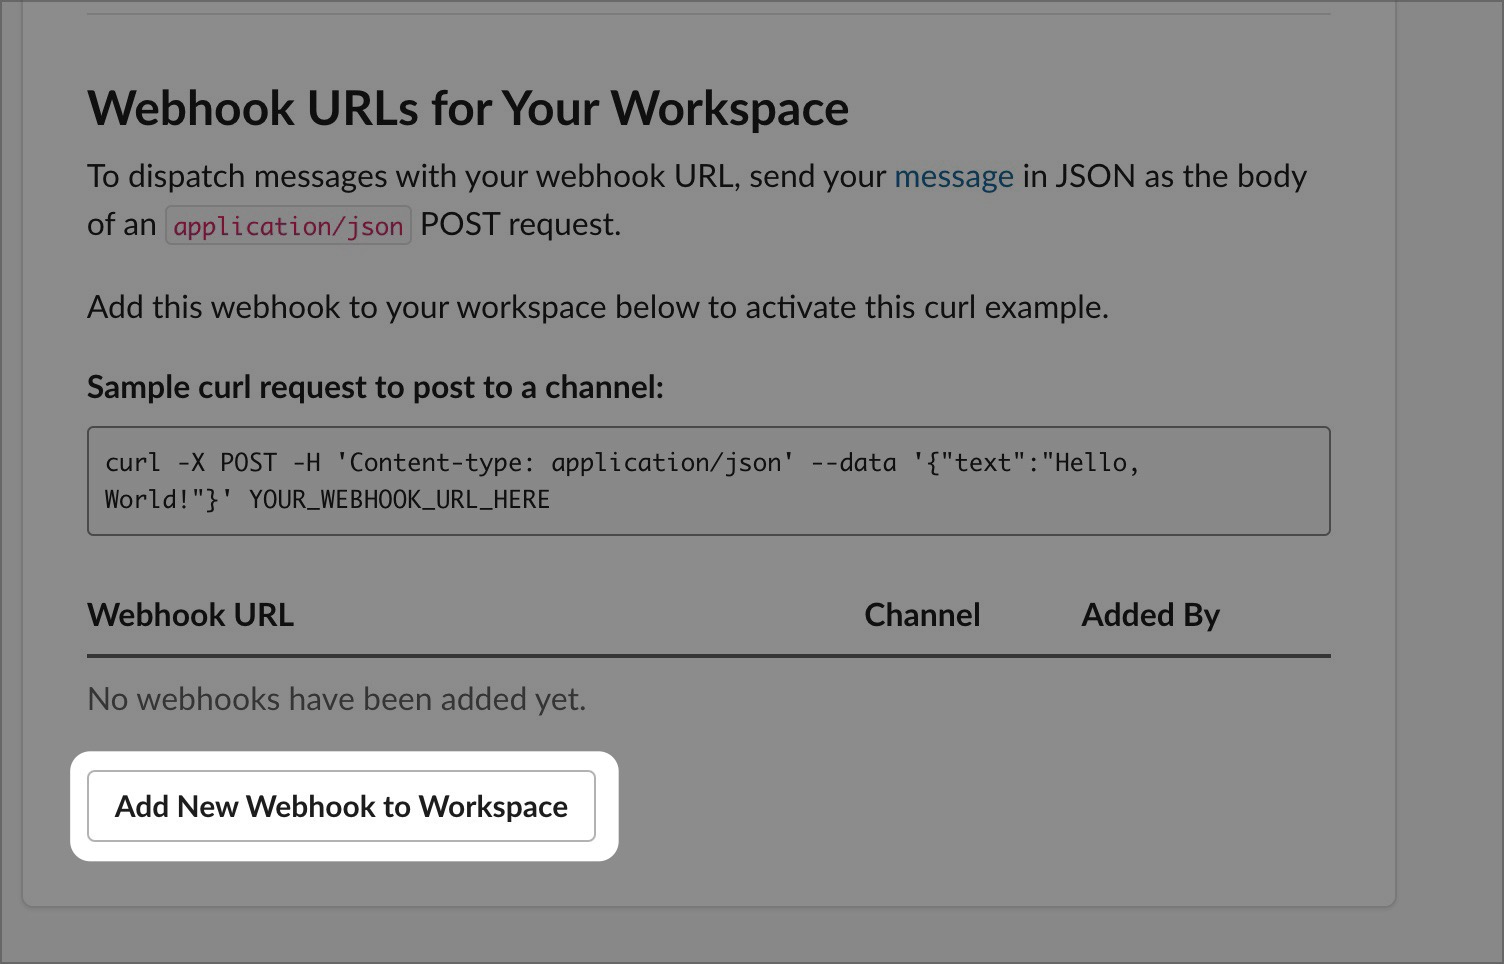 Webhook URLs for Your Workspace
To dispatch messages with your webhook URL, send your message in JSON as the body
of an application/json POST request.
Add this webhook to your workspace below to activate this curl example.
Sample curl request to post to a channel:
curl -X POST -H 'Content-type: application/json' --data '{"text":"Hello,
World!"}' YOUR_WEBHOOK_URL_HERE
Webhook URL Channel Added By
No webhooks have been added yet.
Add New Webhook to Workspace